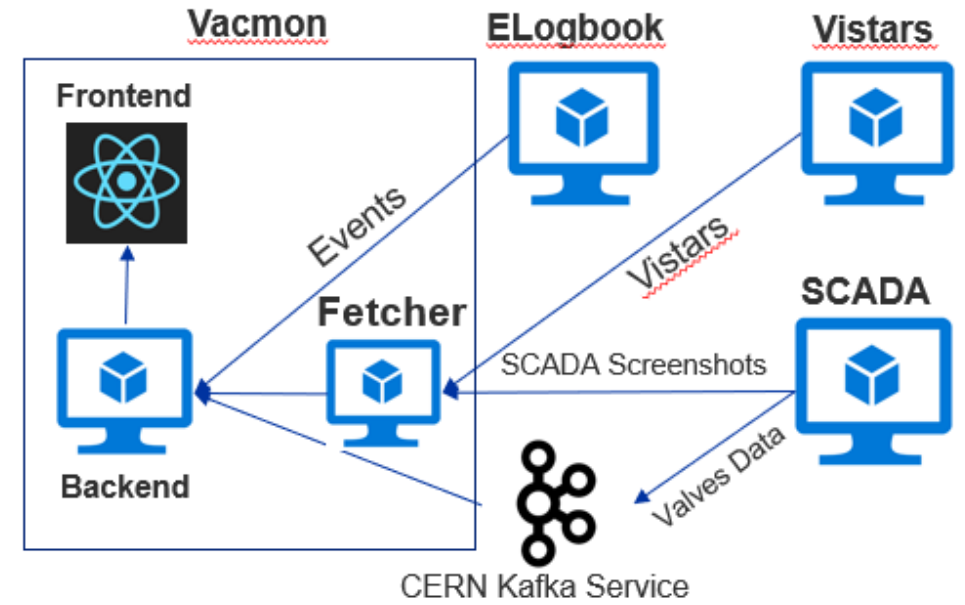 Vacmon
ELogbook
Vistars
Frontend
Events
Vistars
Fetcher
SCADA
SCADA Screenshots
Backend
Valves Data
CERN Kafka Service